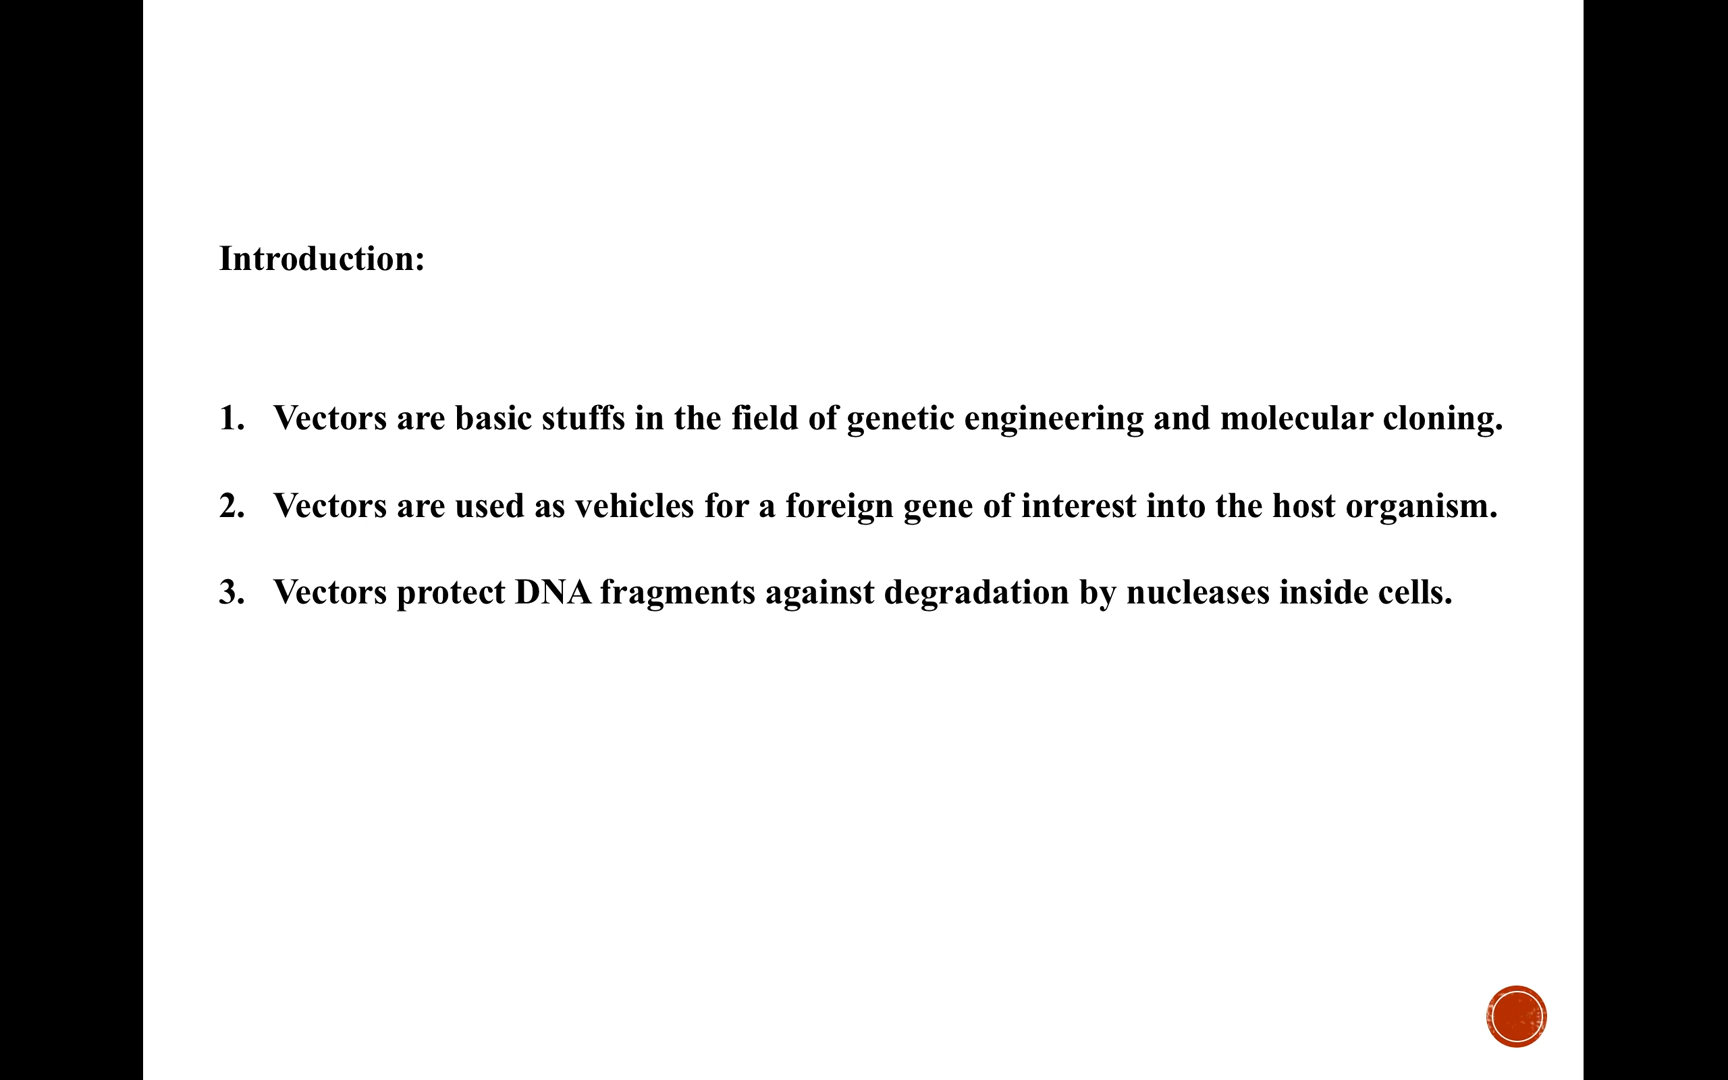 Introduction:
1. Vectors are basic stuffs in the field of genetic engineering and molecular cloning.
2. Vectors are used as vehicles for a foreign gene of interest into the host organism.
3. Vectors protect DNA fragments against degradation by nucleases inside cells.